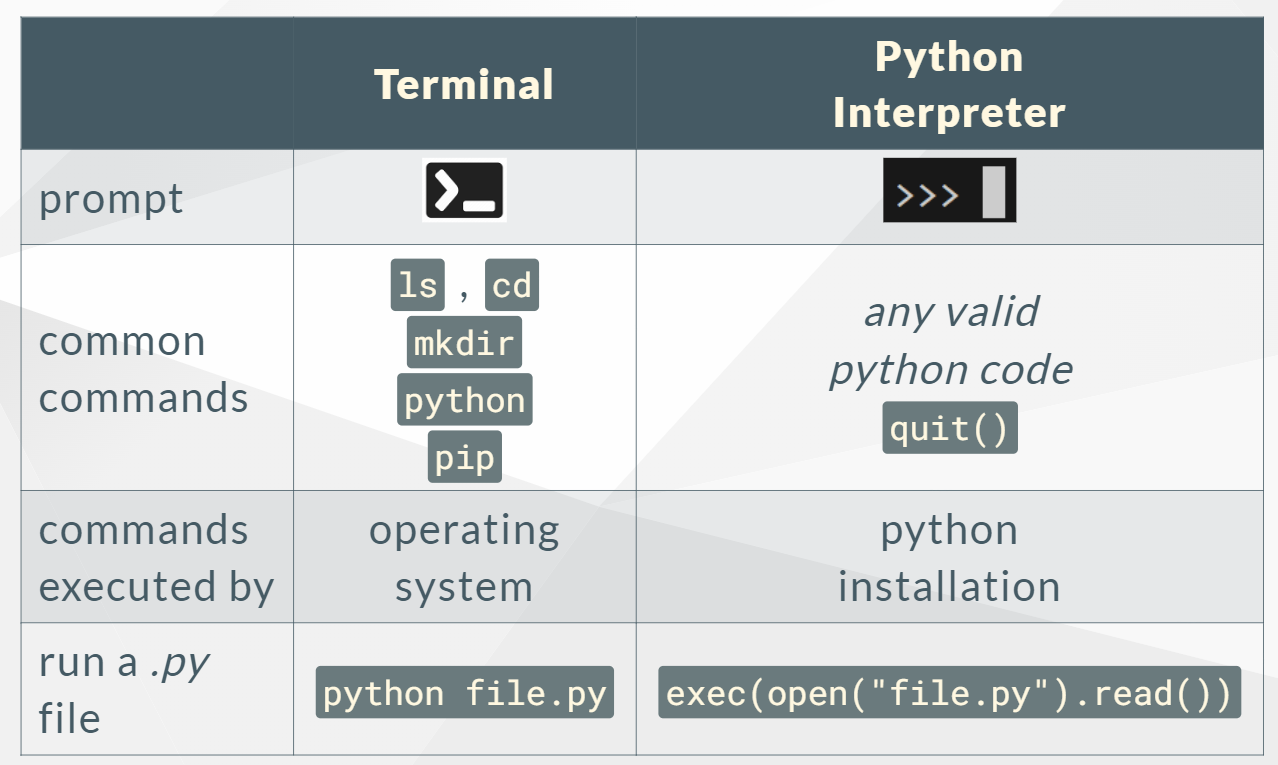 Terminal
Python
Interpreter
prompt
>_
>>>
common
commands
ls , cd
mkdir
python
pip
any valid
python code
quit()
commands
executed by
operating
system
python
installation
run a .py
file
python file.py
exec(open("file.py").read())